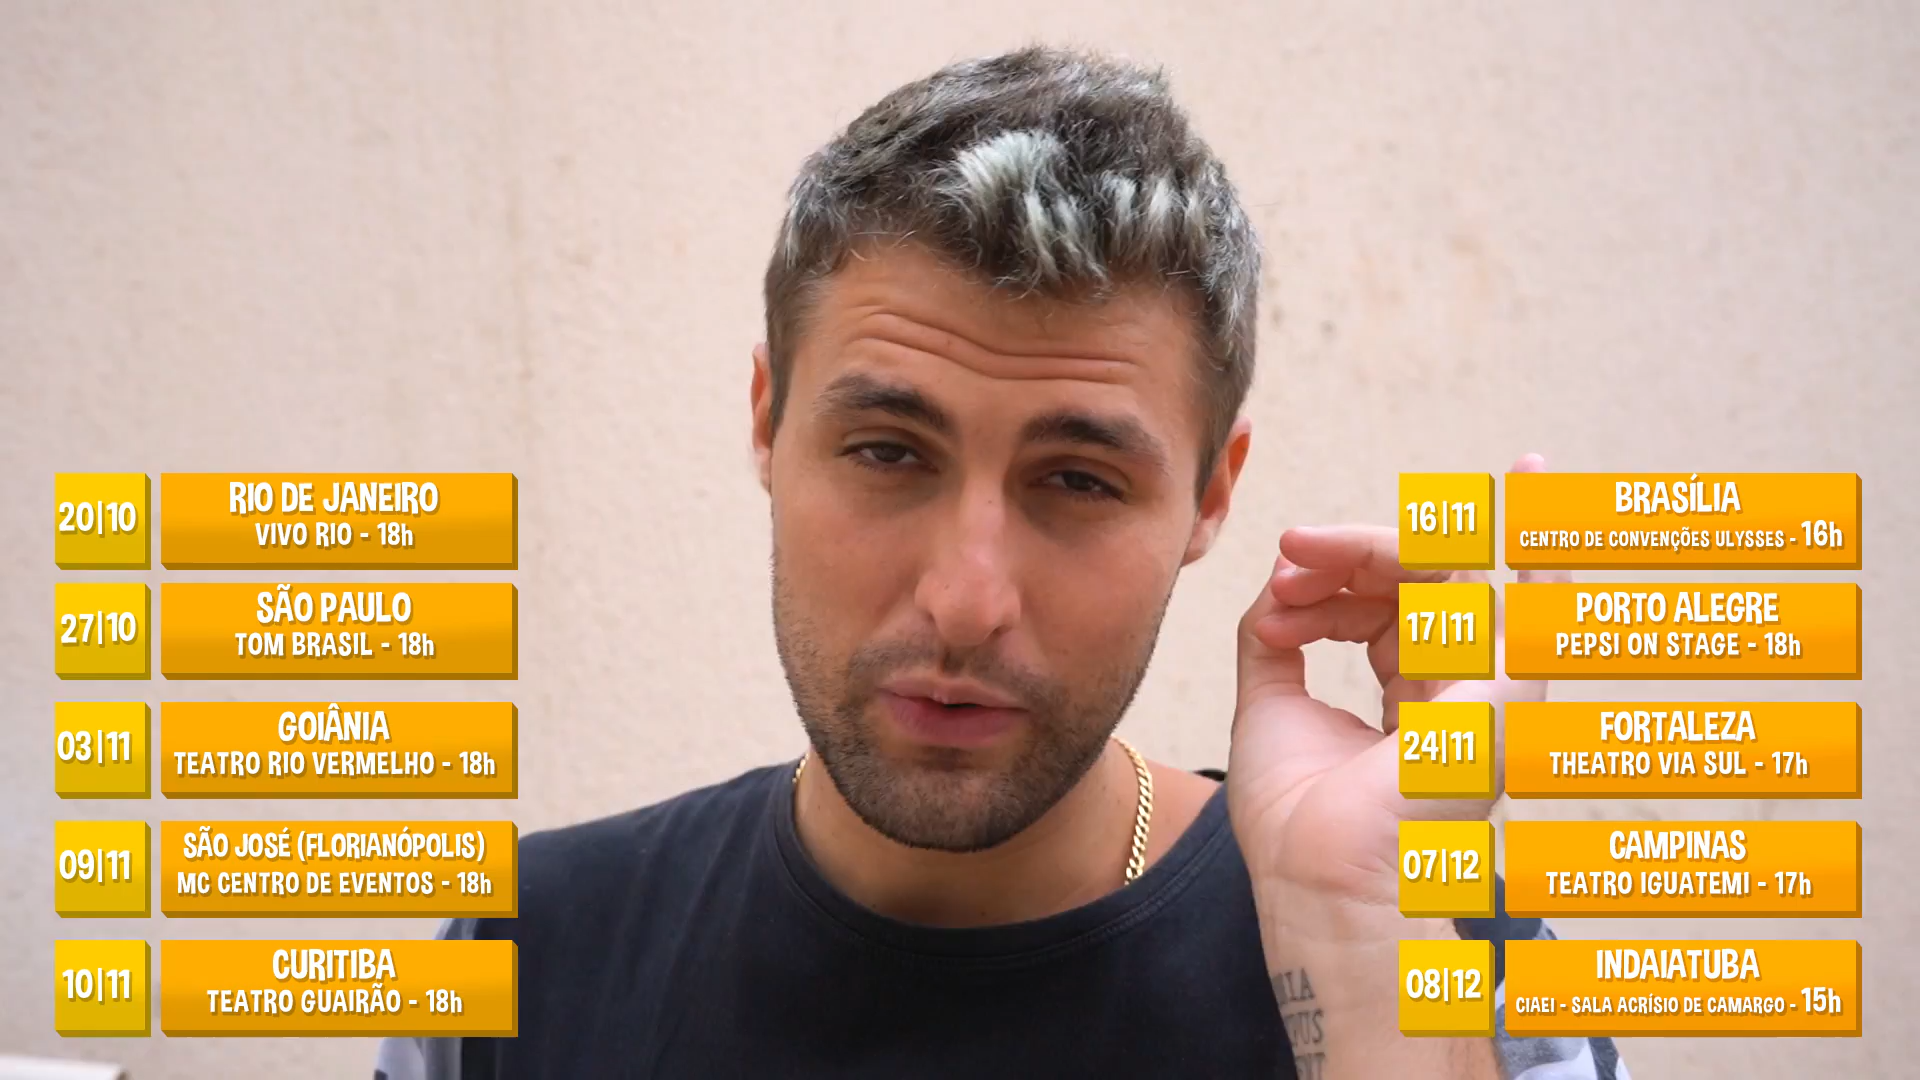 20|10
RIO DE JANEIRO
VIVO RIO - 18h
27|10
SÃO PAULO
TOM BRASIL - 18h
03|11
GOIÂNIA
TEATRO RIO VERMELHO - 18h
09|11
SÃO JOSÉ (FLORIANÓPOLIS)
MC CENTRO DE EVENTOS - 18h
10|11
CURITIBA
TEATRO GUAIRÃO - 18h
16|11
BRASÍLIA
CENTRO DE CONVENÇÕES ULYSSES - 16h
17|11
PORTO ALEGRE
PEPSI ON STAGE - 18h
24|11
FORTALEZA
THEATRO VIA SUL - 17h
07|12
CAMPINAS
TEATRO IGUATEMI - 17h
08|12
INDAIATUBA
CIAEI - SALA ACRÍSIO DE CAMARGO - 15h